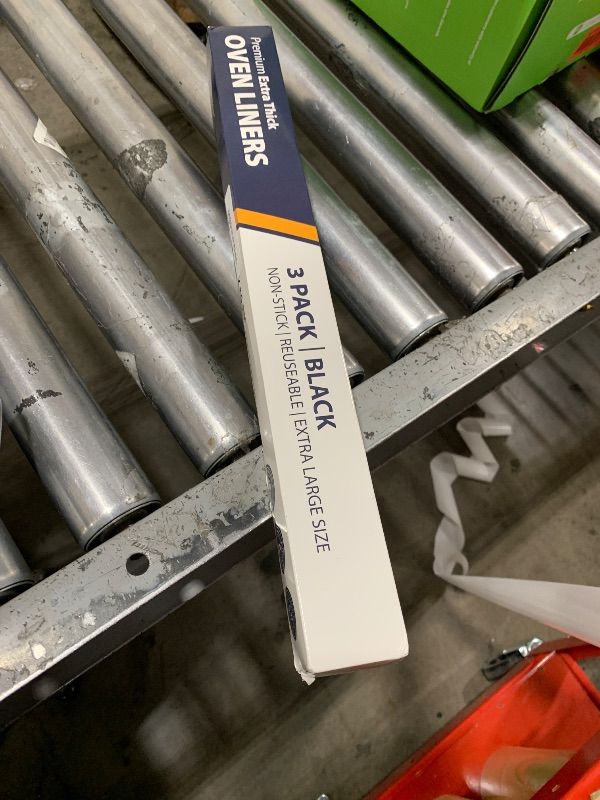 Premium Extra Thick
OVEN LINERS
3 PACK | BLACK
NON-STICK | REUSEABLE | EXTRA LARGE SIZE